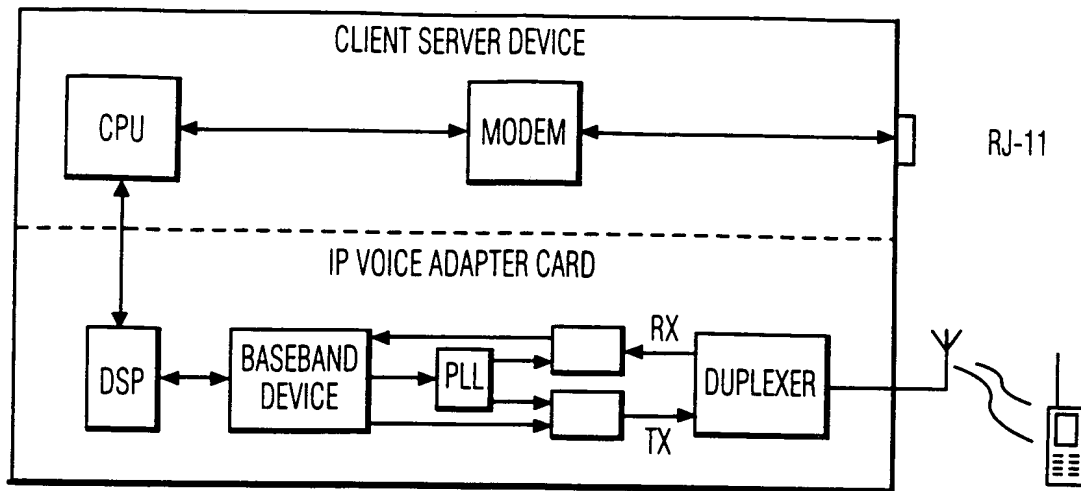 CLIENT SERVER DEVICE
CPU
MODEM
RJ-11
IP VOICE ADAPTER CARD
DSP
BASEBAND
DEVICE
PLL
RX
TX
DUPLEXER